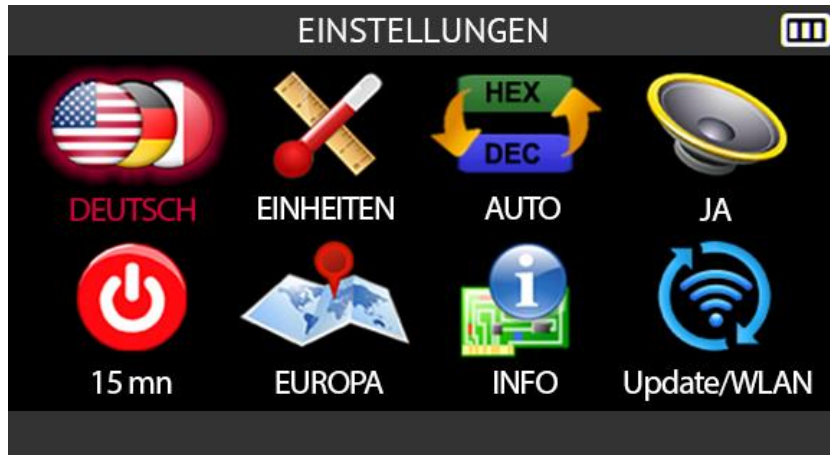 EINSTELLUNGEN
HEX
DEC
DEUTSCH EINHEITEN AUTO JA
15 mn EUROPA INFO Update/WLAN